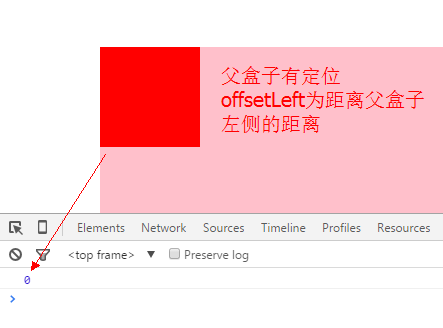 父盒子有定位
offsetLeft为距离父盒子
左侧的距离
Elements Network Sources Timeline Profiles Resources
<top frame> ▼ Preserve log
0
>